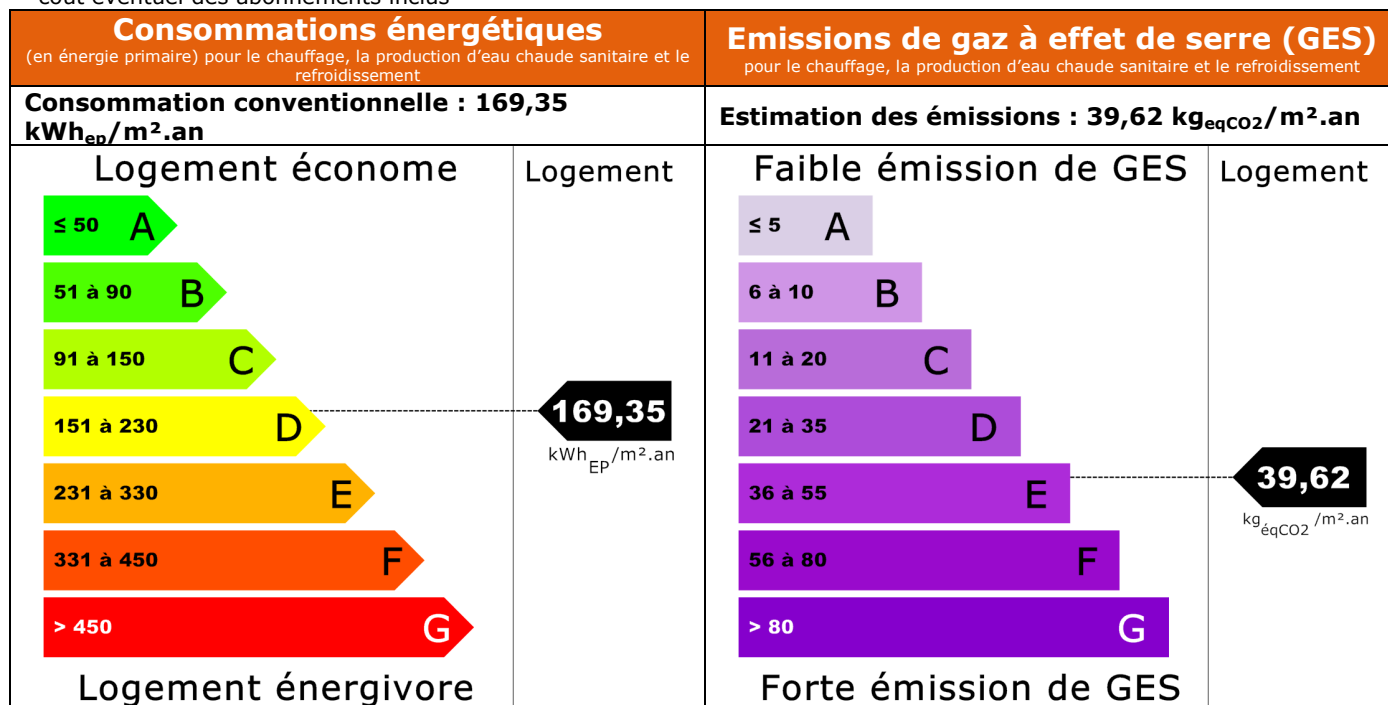 coût éventuel des abonnements inclus
Consommations énergétiques
(en énergie primaire) pour le chauffage, la production d'eau chaude sanitaire et le
refroidissement
Consommation conventionnelle : 169,35
kWhep/m².an
Logement économe
Logement
≤ 50 A
51 à 90 B
91 à 150 C
151 à 230 D
231 à 330 E
331 à 450 F
> 450 G
169,35
kWhEP/m².an
Logement énergivore
Emissions de gaz à effet de serre (GES)
pour le chauffage, la production d'eau chaude sanitaire et le refroidissement
Estimation des émissions : 39,62 kgeqCO2/m².an
Faible émission de GES
Logement
≤ 5 A
6 à 10 B
11 à 20 C
21 à 35 D
36 à 55 E
56 à 80 F
> 80 G
39,62
kgéqCO2/m².an
Forte émission de GES